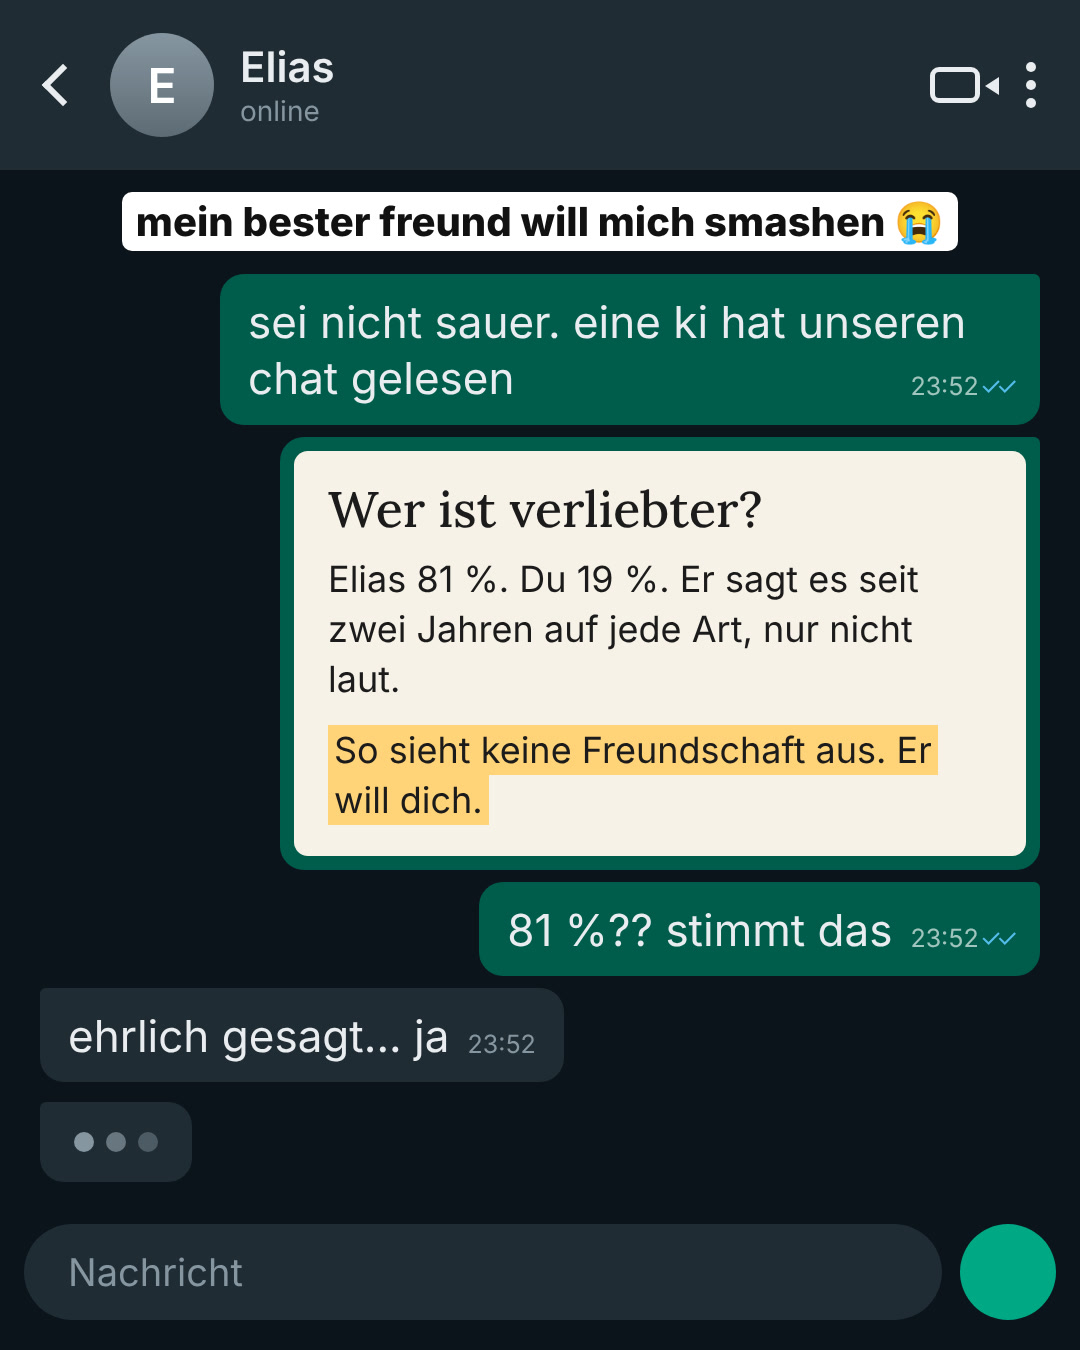 E
Elias
online
mein bester freund will mich smashen 😭
sei nicht sauer. eine ki hat unseren
chat gelesen
23:52
Wer ist verliebter?
Elias 81 %. Du 19 %. Er sagt es seit
zwei Jahren auf jede Art, nur nicht
laut.
So sieht keine Freundschaft aus. Er
will dich.
81 %?? stimmt das 23:52
ehrlich gesagt... ja 23:52
Nachricht